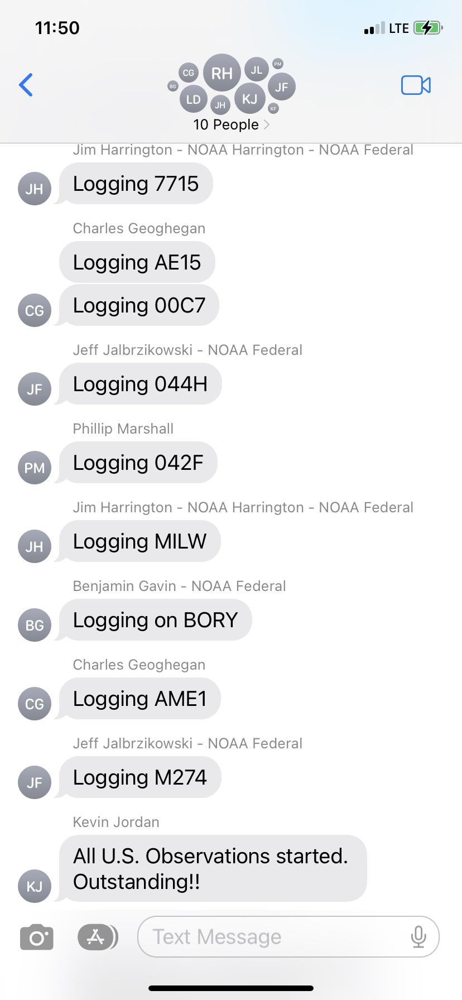 11:50
LTE
CG
RH
JL
PM
BG
LD
JH
KJ
JF
KF
10 People
Jim Harrington - NOAA Harrington - NOAA Federal
JH
Logging 7715
Charles Geoghegan
Logging AE15
CG
Logging 00C7
Jeff Jalbrzikowski - NOAA Federal
JF
Logging 044H
Phillip Marshall
PM
Logging 042F
Jim Harrington - NOAA Harrington - NOAA Federal
JH
Logging MILW
Benjamin Gavin - NOAA Federal
BG
Logging on BORY
Charles Geoghegan
CG
Logging AME1
Jeff Jalbrzikowski - NOAA Federal
JF
Logging M274
Kevin Jordan
All U.S. Observations started.
Outstanding!!
KJ
Text Message